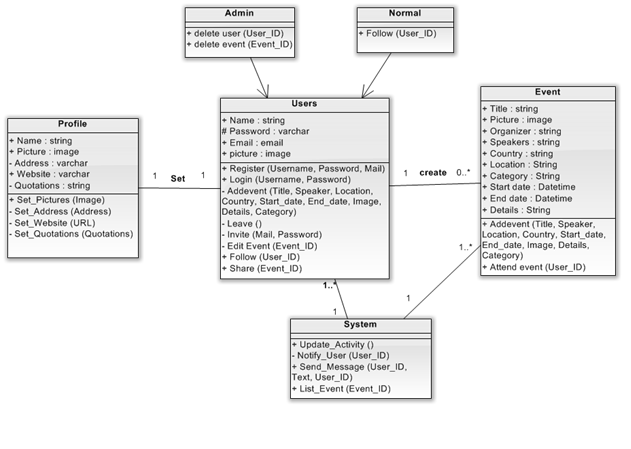 Admin
+ delete user (User_ID)
+ delete event (Event_ID)
Normal
+ Follow (User_ID)
Profile
+ Name : string
+ Picture : image
- Address : varchar
+ Website : varchar
- Quotations : string
+ Set_Pictures (Image)
- Set_Address (Address)
- Set_Website (URL)
- Set_Quotations (Quotations)
1
Set
1
Users
+ Name : string
# Password : varchar
+ Email : email
+ picture : image
+ Register (Username, Password, Mail)
+ Login (Username, Password)
- Addevent (Title, Speaker, Location,
Country, Start_date, End_date, Image,
Details, Category)
- Leave ()
- Invite (Mail, Password)
- Edit Event (Event_ID)
+ Follow (User_ID)
+ Share (Event_ID)
1
create
0..*
Event
+ Title : string
+ Picture : image
+ Organizer : string
+ Speakers : string
+ Country : string
+ Location : String
+ Category : String
+ Start date : Datetime
+ End date : Datetime
+ Details : String
+ Addevent (Title, Speaker,
Location, Country, Start_date,
End_date, Image, Details,
Category)
+ Attend event (User_ID)
1..*
1..*
1
1
System
+ Update_Activity ()
- Notify_User (User_ID)
+ Send_Message (User_ID,
Text, User_ID)
+ List_Event (Event_ID)